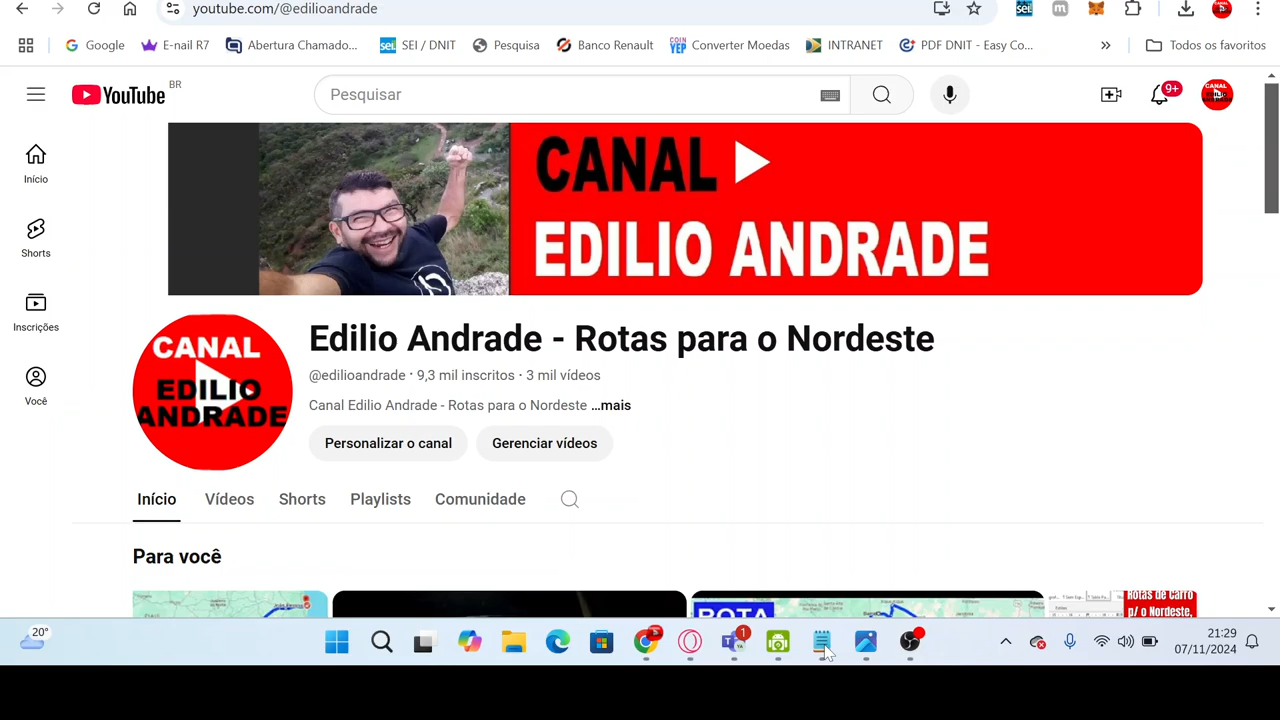 youtube.com/@edilioandrade
Google
E-nail R7
Abertura Chamado...
SEI / DNIT
Pesquisa
Banco Renault
Converter Moedas
INTRANET
PDF DNIT - Easy Co...
Todos os favoritos
YouTube BR
Pesquisar
9+
CANAL
EDILIO ANDRADE
Início
Shorts
Inscrições
Você
CANAL
EDILIO
ANDRADE
Edilio Andrade - Rotas para o Nordeste
@edilioandrade • 9,3 mil inscritos • 3 mil vídeos
Canal Edilio Andrade - Rotas para o Nordeste ...mais
Personalizar o canal
Gerenciar vídeos
Início
Vídeos
Shorts
Playlists
Comunidade
Para você
ROTA
Rotas de Carro
p/ o Nordeste,
20°
1
21:29
07/11/2024